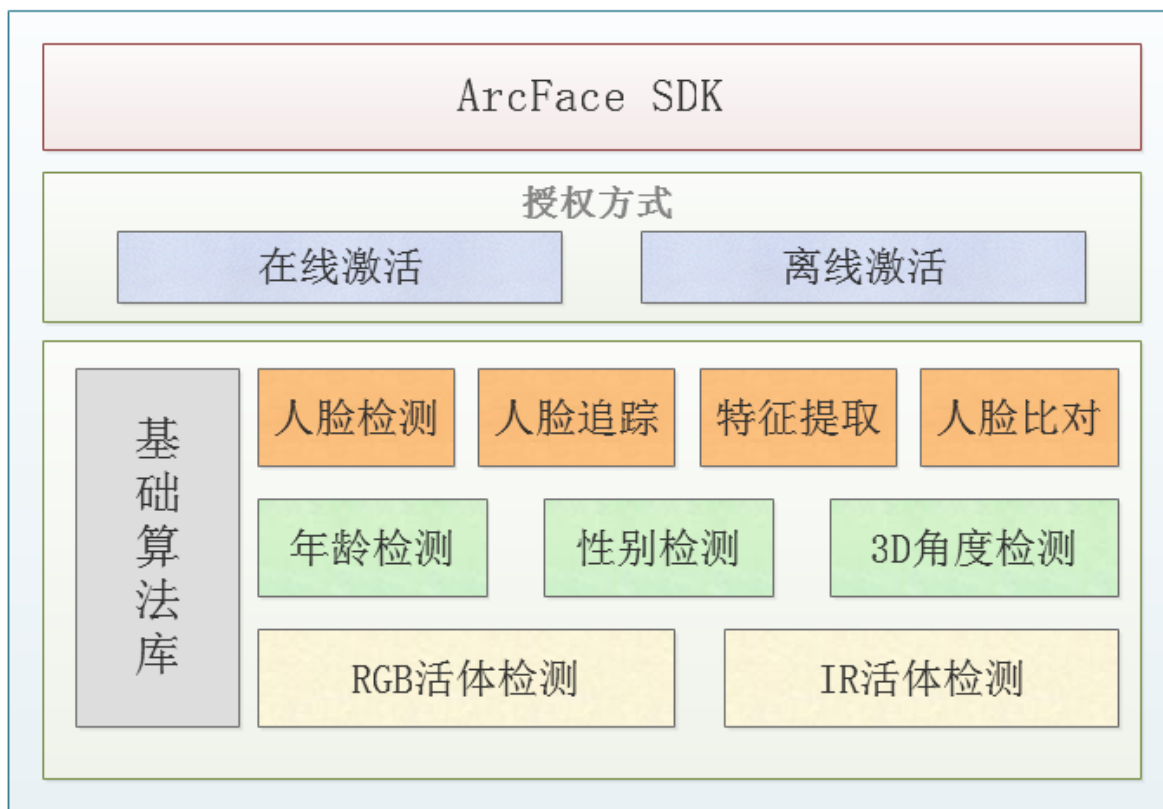 ArcFace SDK
授权方式
在线激活
离线激活
基础算法库
人脸检测
人脸追踪
特征提取
人脸比对
年龄检测
性别检测
3D角度检测
RGB活体检测
IR活体检测